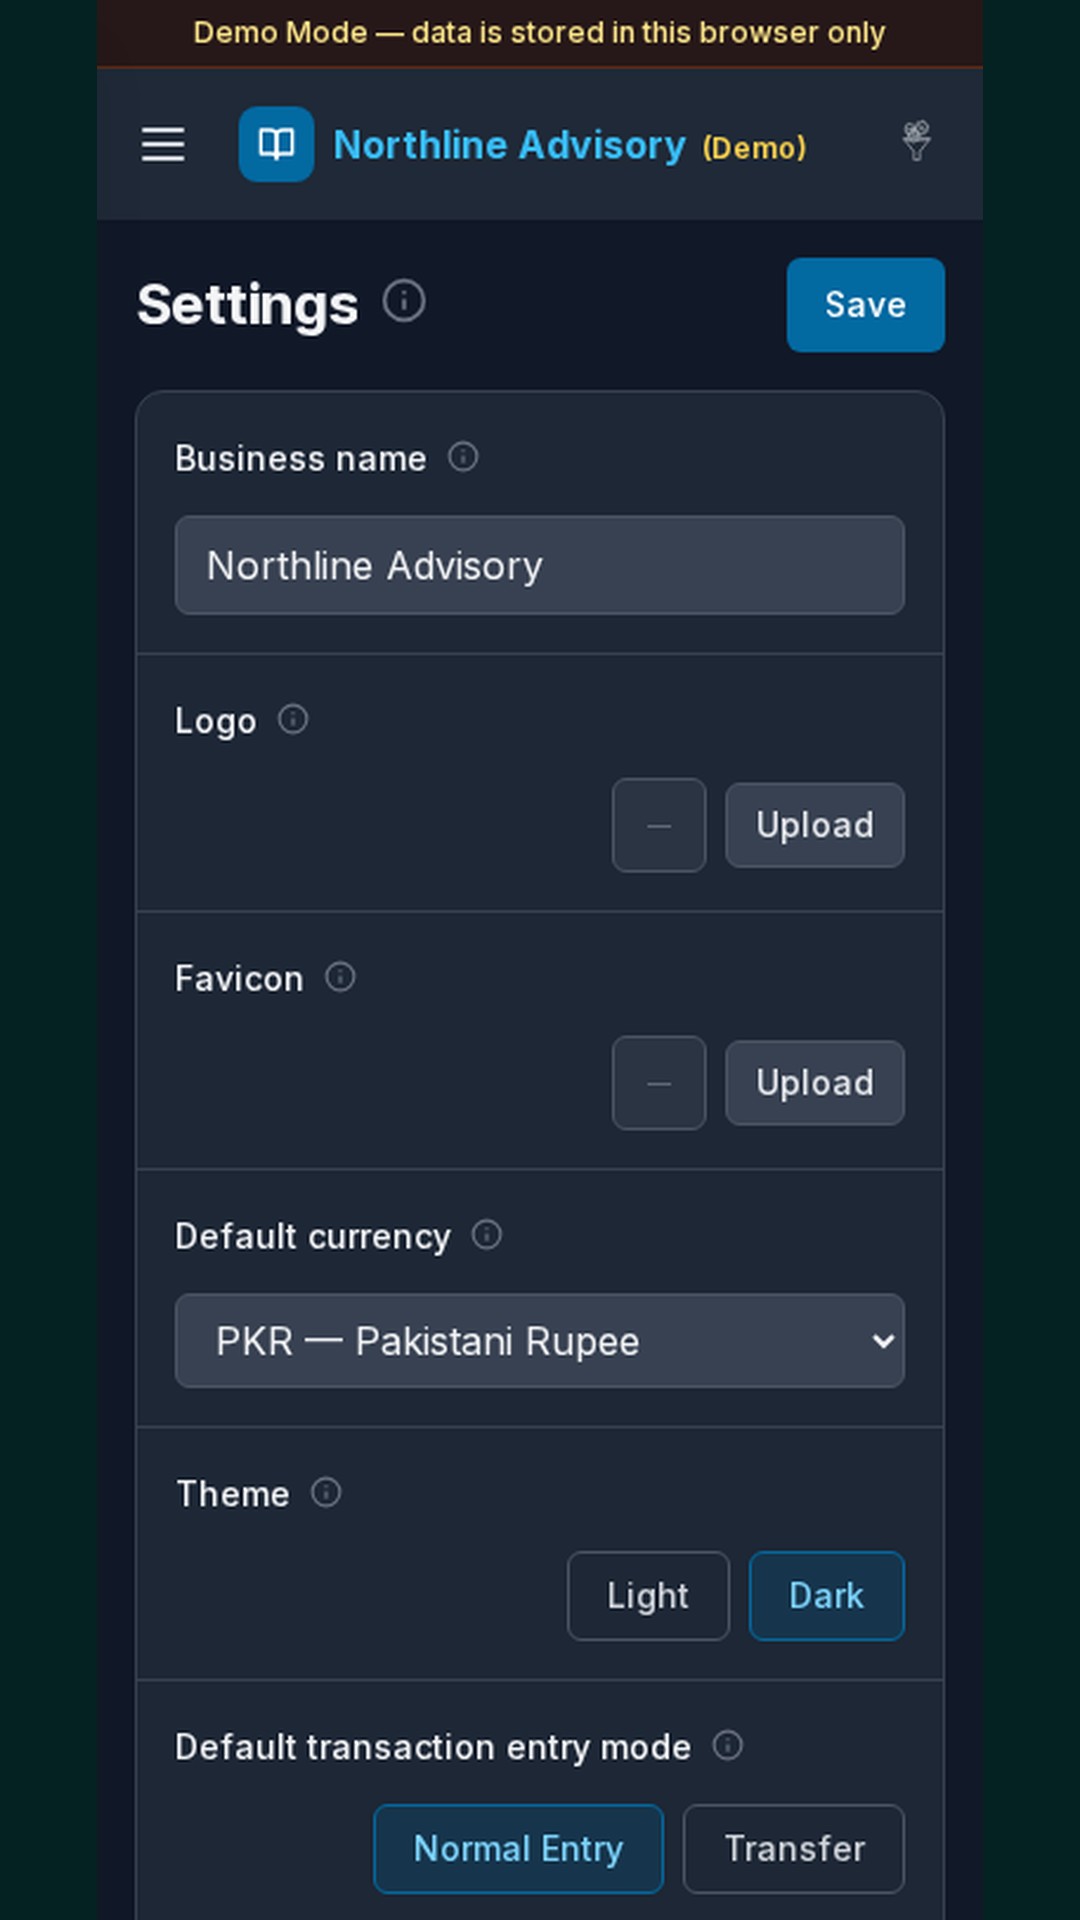 Demo Mode — data is stored in this browser only
Northline Advisory (Demo)
Settings
Save
Business name
Northline Advisory
Logo
— Upload
Favicon
— Upload
Default currency
PKR — Pakistani Rupee
Theme
Light Dark
Default transaction entry mode
Normal Entry Transfer